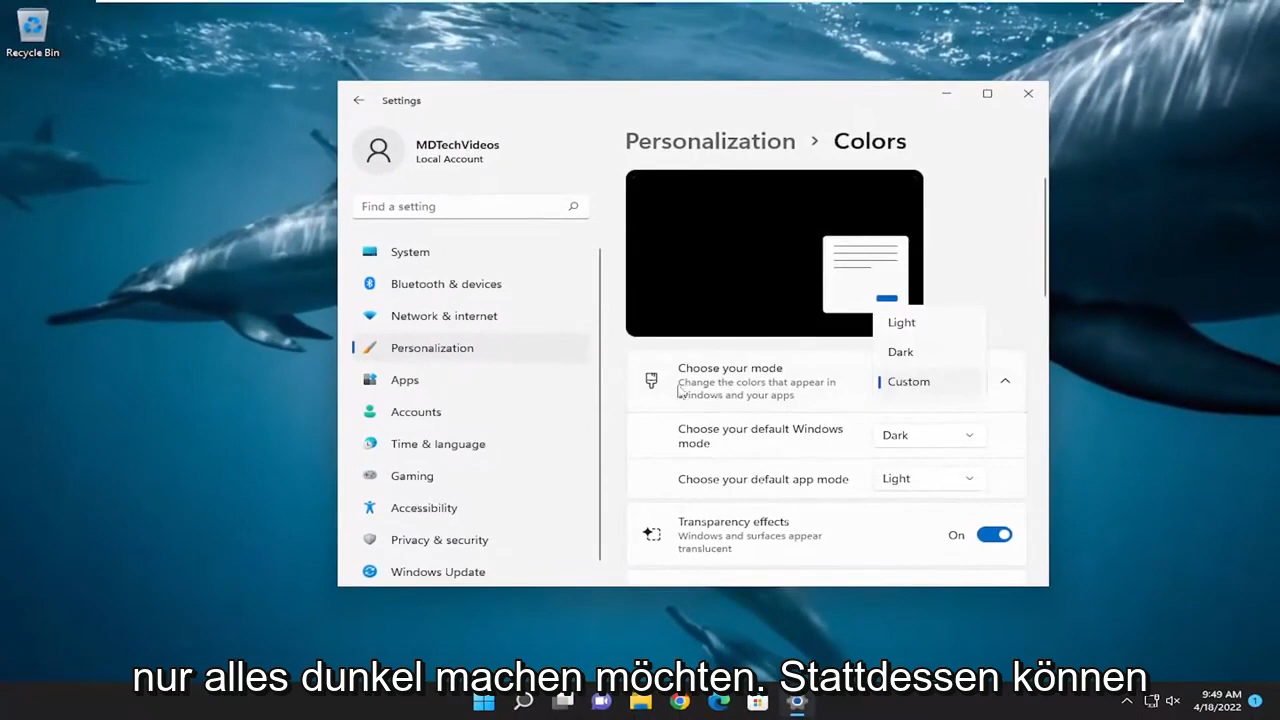 Recycle Bin
Settings
MDTechVideos
Local Account
Find a setting
System
Bluetooth & devices
Network & internet
Personalization
Apps
Accounts
Time & language
Gaming
Accessibility
Privacy & security
Windows Update
Personalization > Colors
Light
Dark
Custom
Choose your mode
Change the colors that appear in
Windows and your apps
Choose your default Windows
mode
Dark
Choose your default app mode
Light
Transparency effects
Windows and surfaces appear
translucent
On
nur alles dunkel machen möchten. Stattdessen können
9:49 AM
4/18/2022
1